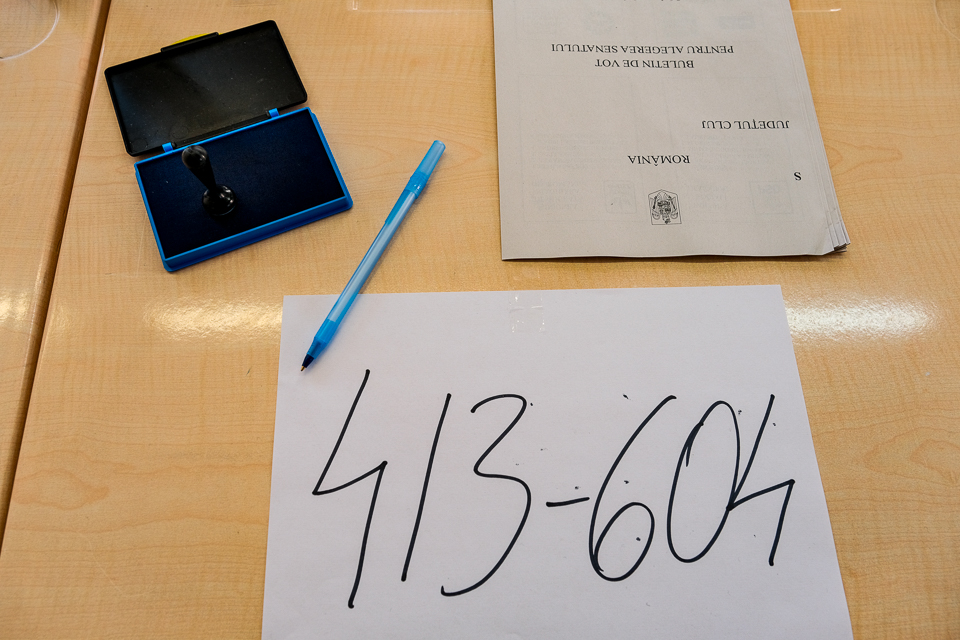 S
ROMÂNIA
JUDEȚUL CLUJ
BULETIN DE VOT
PENTRU ALEGEREA SENATULUI
413-604